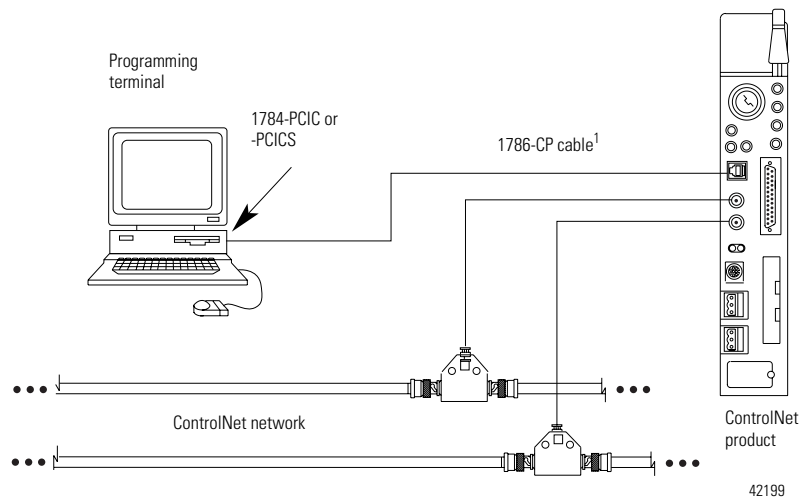 Programming
terminal
1784-PCIC or
-PCICS
1786-CP cable¹
ControlNet network
ControlNet
product
42199